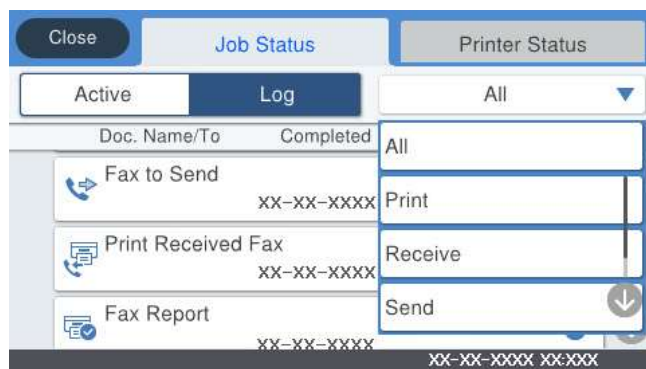 Close
Job Status
Printer Status
Active
Log
All
Doc. Name/To
Completed
All
Fax to Send
XX-XX-XXXX
Print
Print Received Fax
XX-XX-XXXX
Receive
Fax Report
XX-XX-XXXX
Send
XX-XX-XXXX XX:XXX